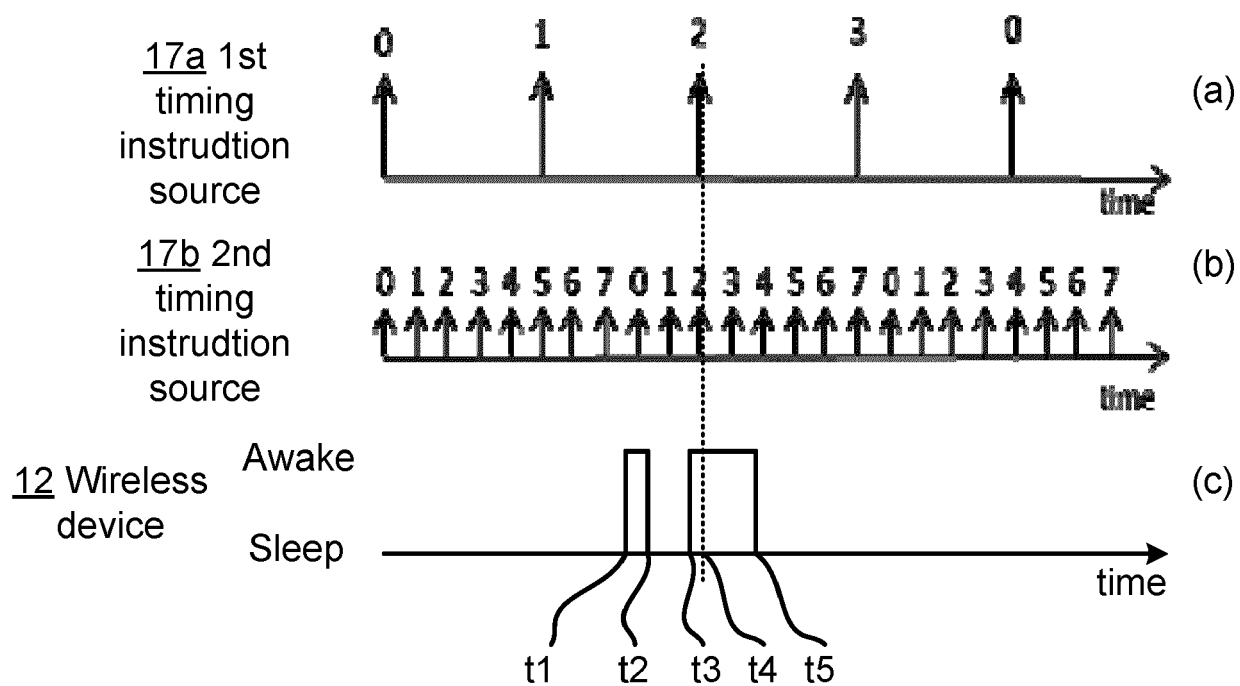 0 1 2 3 0
17a 1st
timing
instrudtion
source
(a)
time
17b 2nd
timing
instrudtion
source
0 1 2 3 4 5 6 7 0 1 2 3 4 5 6 7 0 1 2 3 4 5 6 7
(b)
time
12 Wireless
device
Awake
Sleep
(c)
time
t1 t2 t3 t4 t5